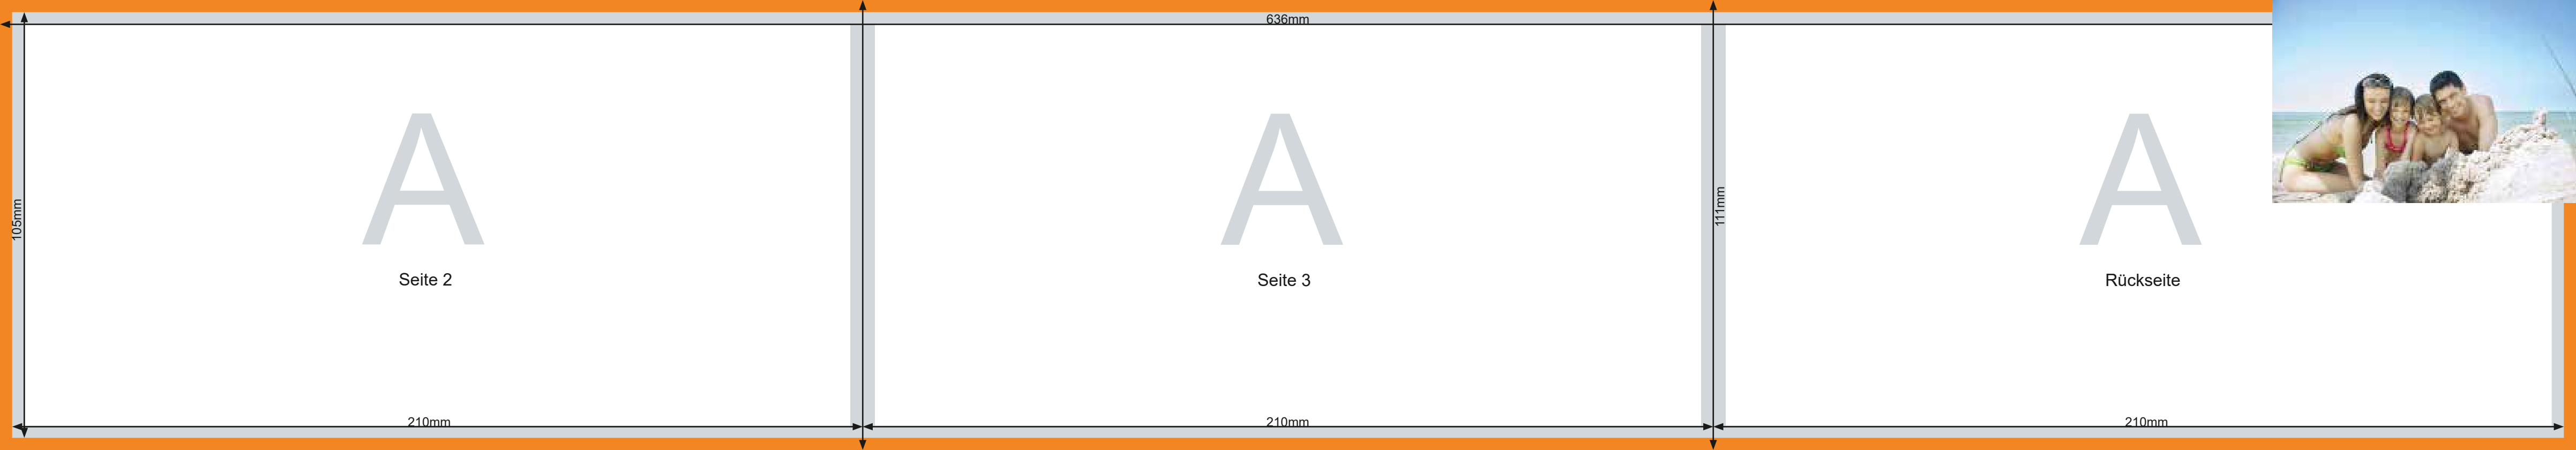 636mm
A
A
A
105mm
111mm
Seite 2
Seite 3
Rückseite
210mm
210mm
210mm